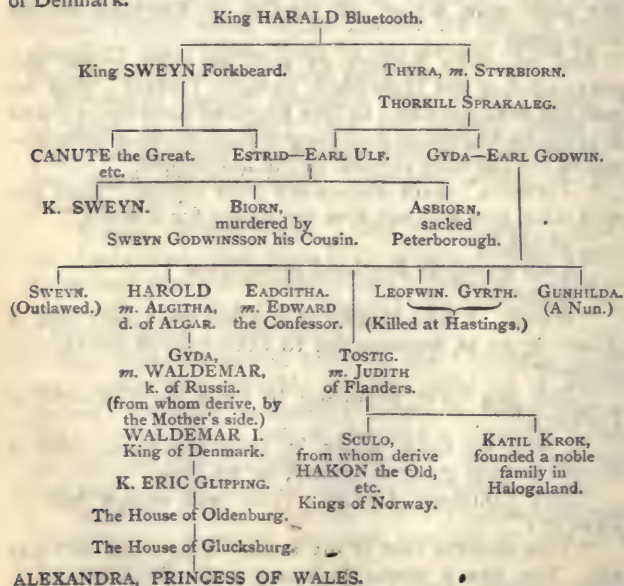 of Denmark.
King HARALD Bluetooth.
King SWEYN Forkbeard.
THYRA, m. STYRBIORN.
THORKILL SPRAKALEG.
CANUTE the Great.
etc.
ESTRID—EARL ULF.
GYDA—EARL GODWIN.
K. SWEYN.
BIORN,
murdered by
SWEYN GODWINSSON his Cousin.
ASBIORN,
sacked
Peterborough.
SWEYN.
(Outlawed.)
HAROLD
m. ALGITHA,
d. of ALGAR.
EADGITHA.
m. EDWARD
the Confessor.
LEOFWIN. GYRTH.
(Killed at Hastings.)
GUNHILDA.
(A Nun.)
GYDA,
m. WALDEMAR,
k. of Russia.
(from whom derive, by
the Mother's side.)
WALDEMAR I.
King of Denmark.
K. ERIC GLIPPING.
The House of Oldenburg.
The House of Glucksburg.
ALEXANDRA, PRINCESS OF WALES.
TOSTIG.
m. JUDITH
of Flanders.
SCULO,
from whom derive
HAKON the Old,
etc.
Kings of Norway.
KATIL KROK,
founded a noble
family in
Halogaland.